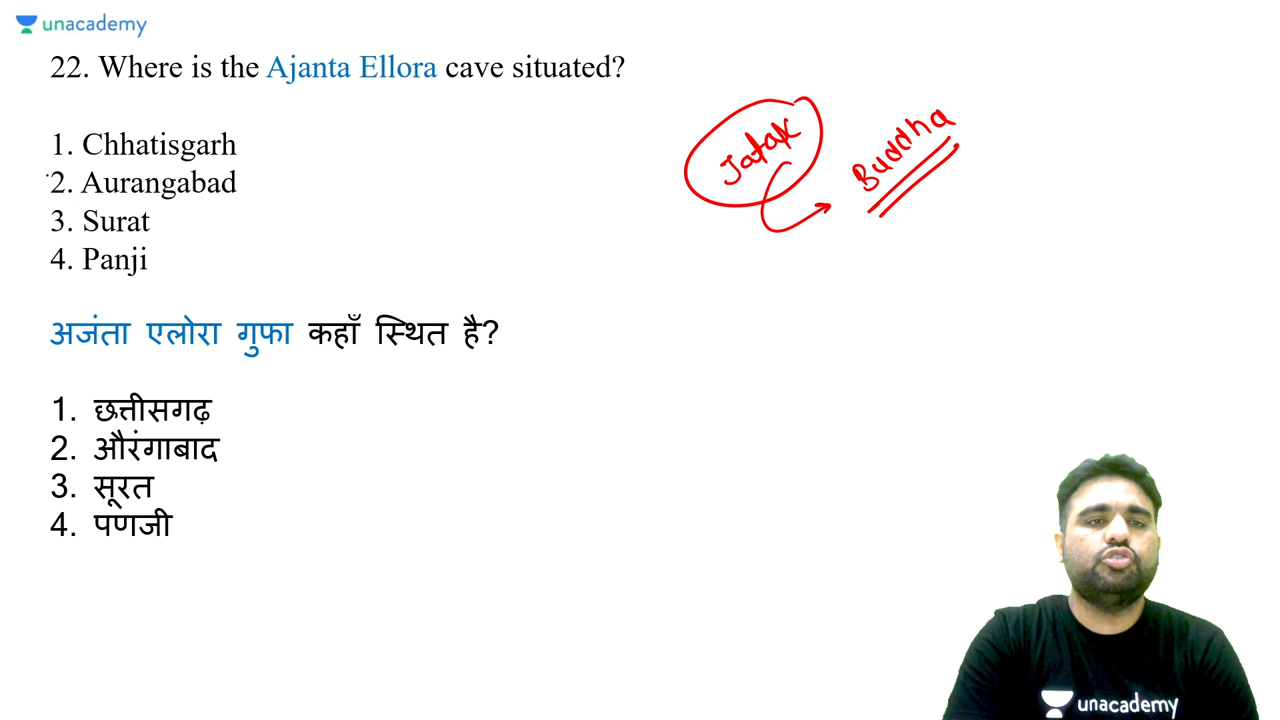 unacademy
22. Where is the Ajanta Ellora cave situated?
1. Chhatisgarh
2. Aurangabad
3. Surat
4. Panji
Jatak
Buddha
अजंता एलोरा गुफा कहाँ स्थित है?
1. छत्तीसगढ़
2. औरंगाबाद
3. सूरत
4. पणजी
unacademy